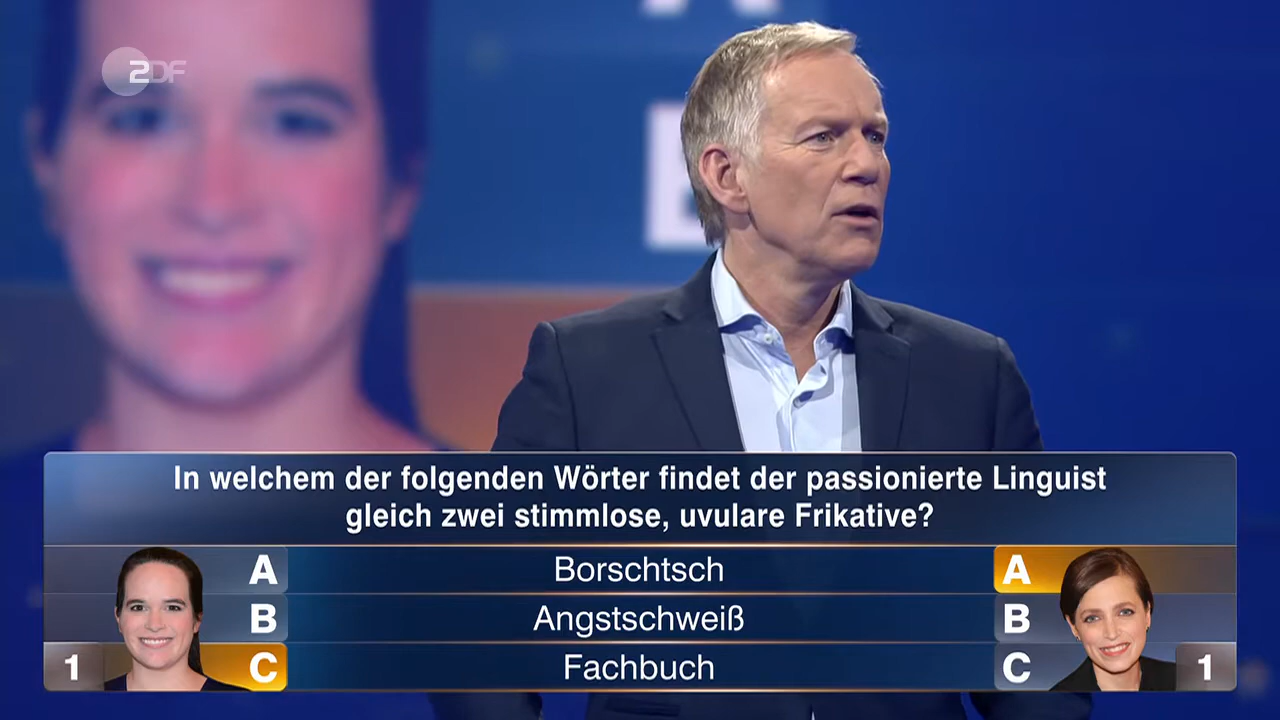 ZDF
In welchem der folgenden Wörter findet der passionierte Linguist
gleich zwei stimmlose, uvulare Frikative?
A Borschtsch A
B Angstschweiß B
1 C Fachbuch C 1